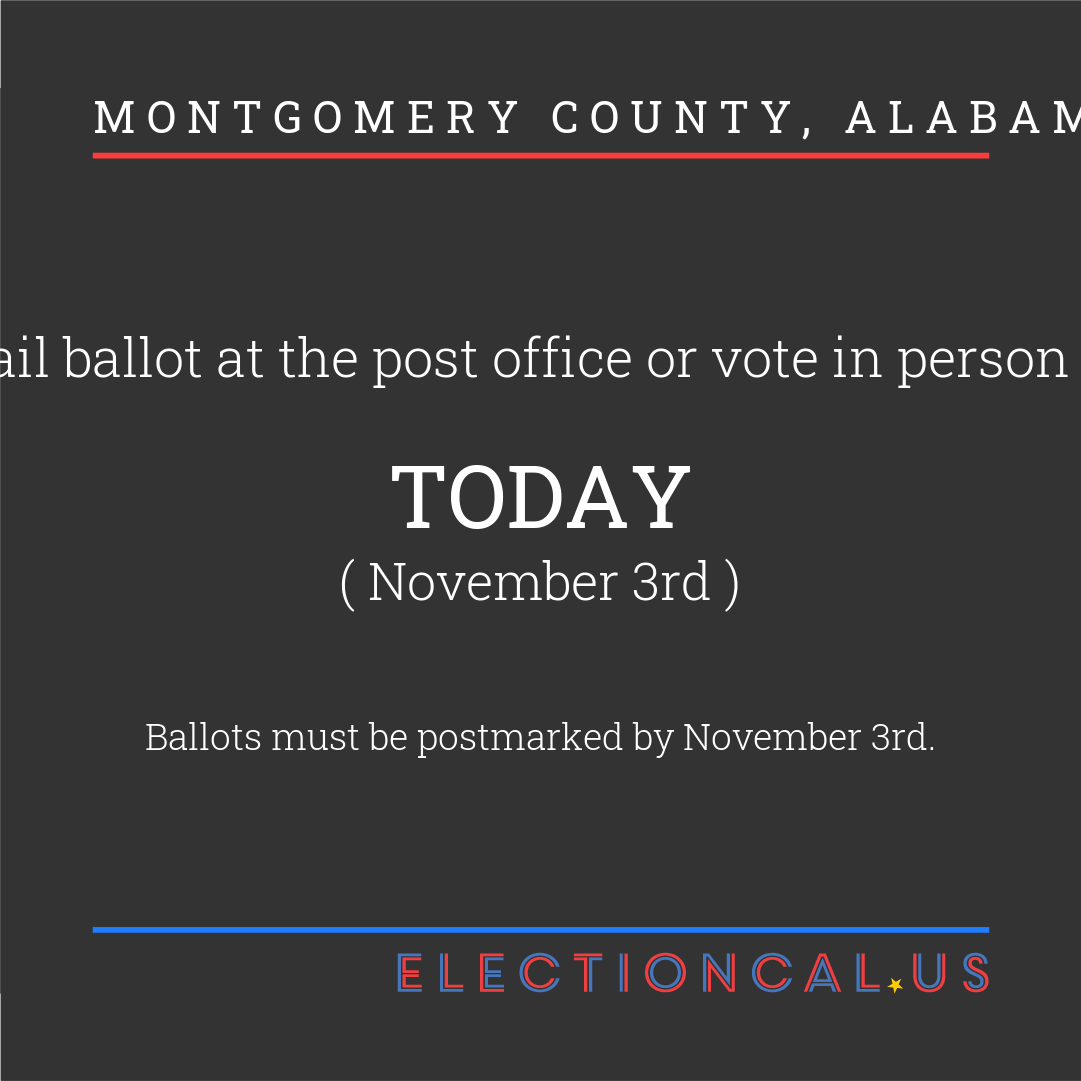 MONTGOMERY COUNTY, ALABAM
ail ballot at the post office or vote in person
TODAY
( November 3rd )
Ballots must be postmarked by November 3rd.
ELECTIONCAL.US